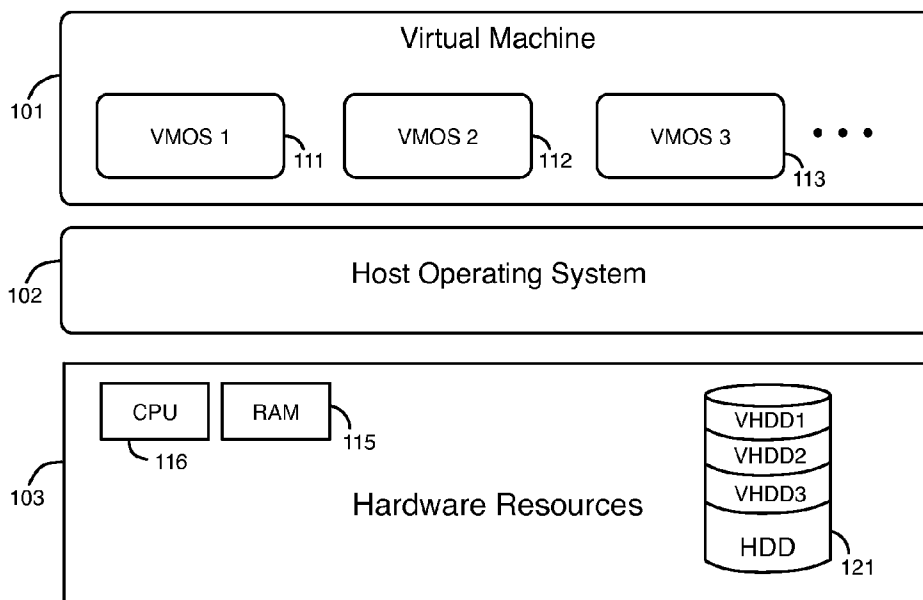 Virtual Machine
101
VMOS 1
111
VMOS 2
112
VMOS 3
113
• • •
102
Host Operating System
103
CPU
116
RAM
115
Hardware Resources
VHDD1
VHDD2
VHDD3
HDD
121